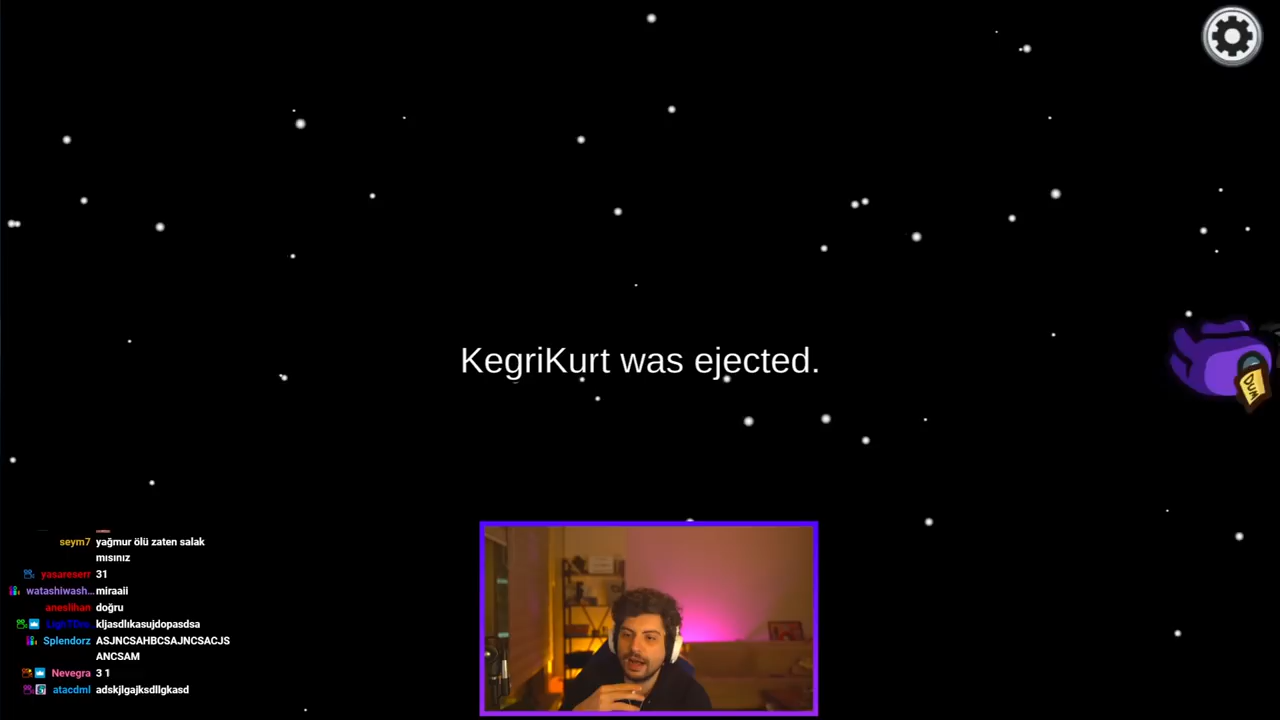 KegriKurt was ejected.
DUM
seym7 yağmur ölü zaten salak
mısınız
yasareserr 31
watashiwash... miraaii
aneslihan doğru
kljasdlıkasujdopasdsa
Splendorz ASJNCSAHBCSAJNCSACJS
ANCSAM
Nevegra 3 1
atacdml adskjlgajksdllgkasd